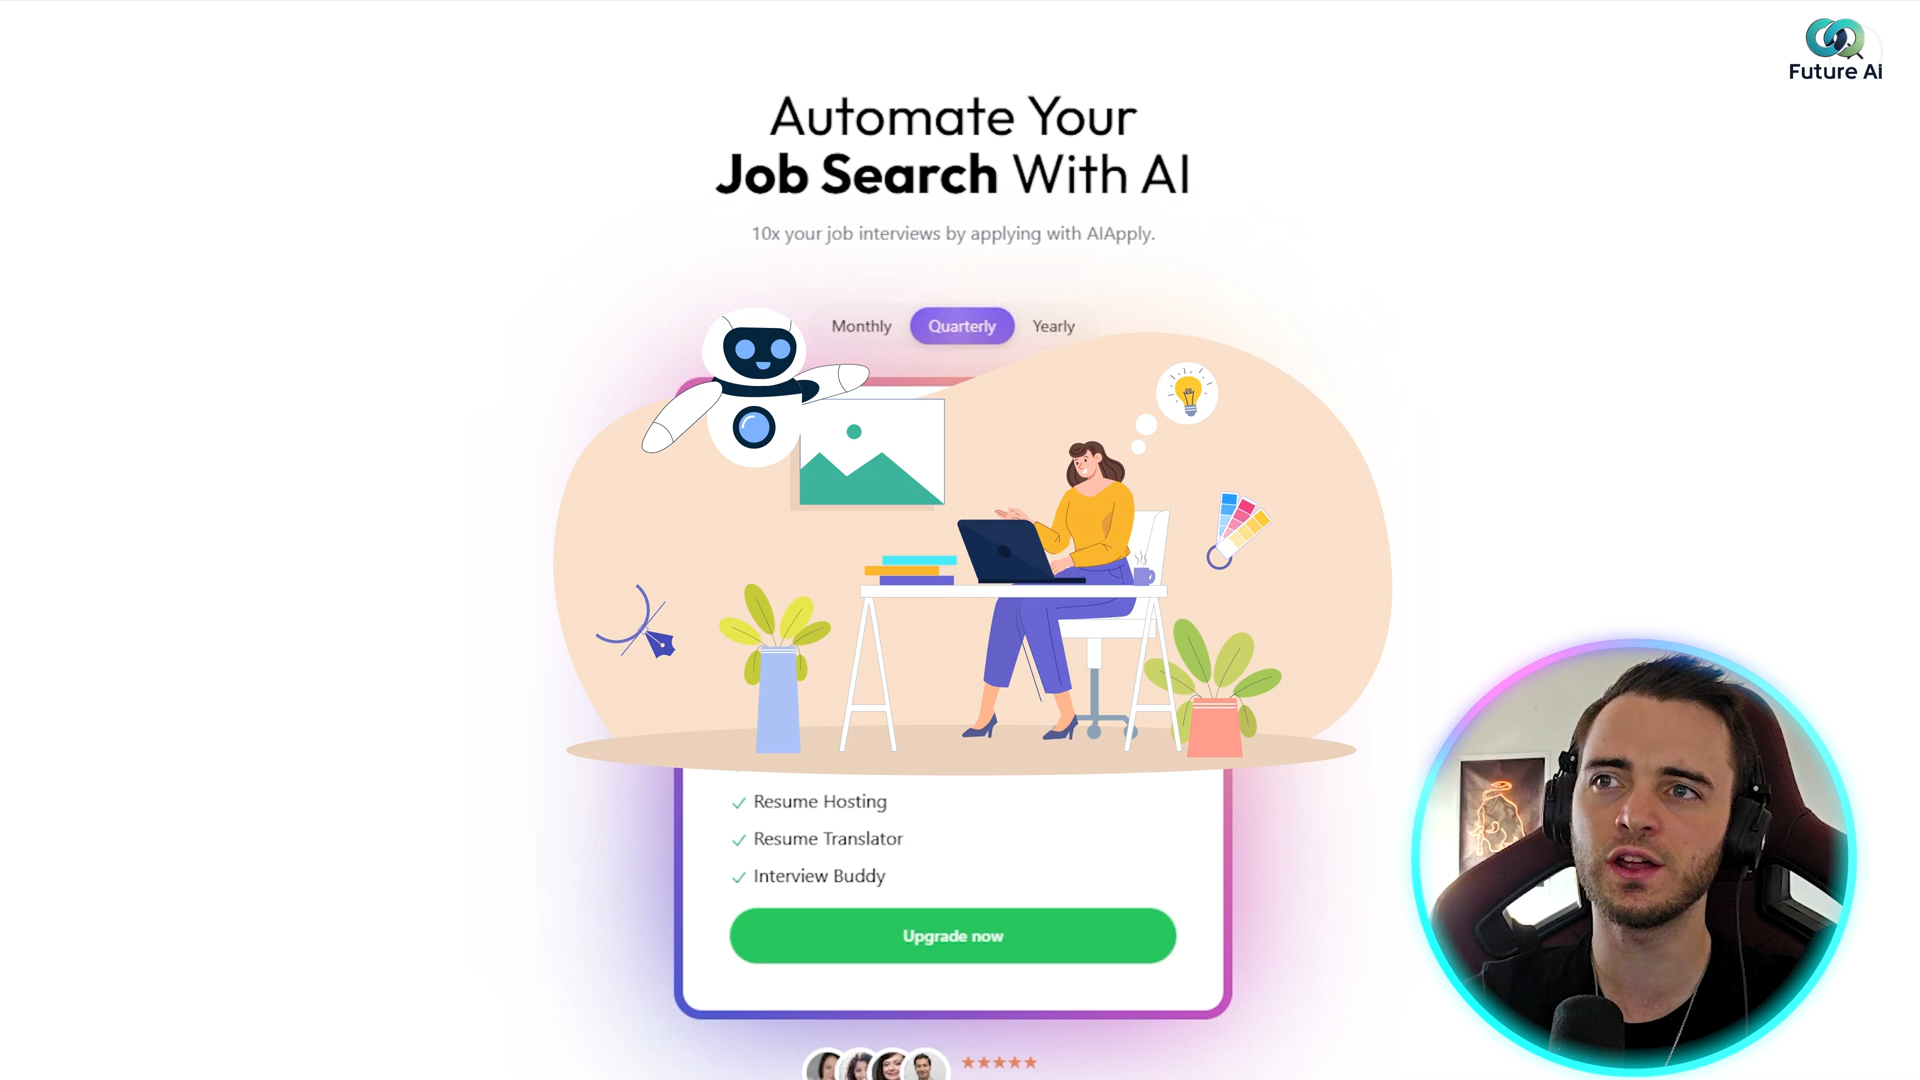 Future Ai
Automate Your
Job Search With AI
10x your job interviews by applying with AIApply.
Monthly
Quarterly
Yearly
Resume Hosting
Resume Translator
Interview Buddy
Upgrade now